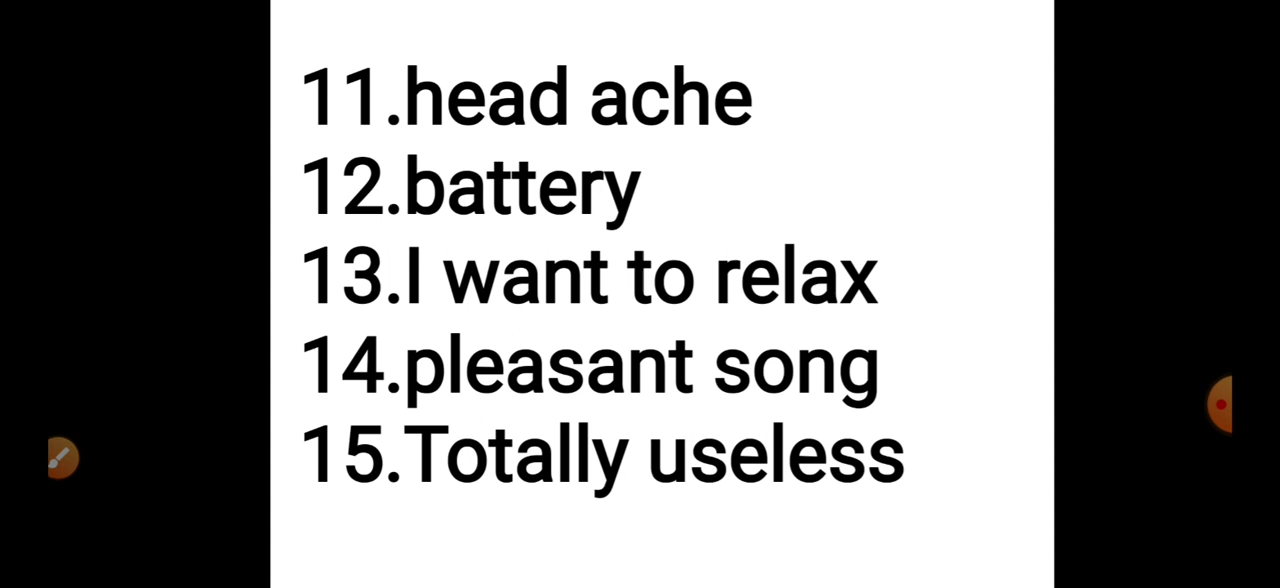 11.head ache
12.battery
13.I want to relax
14.pleasant song
15.Totally useless